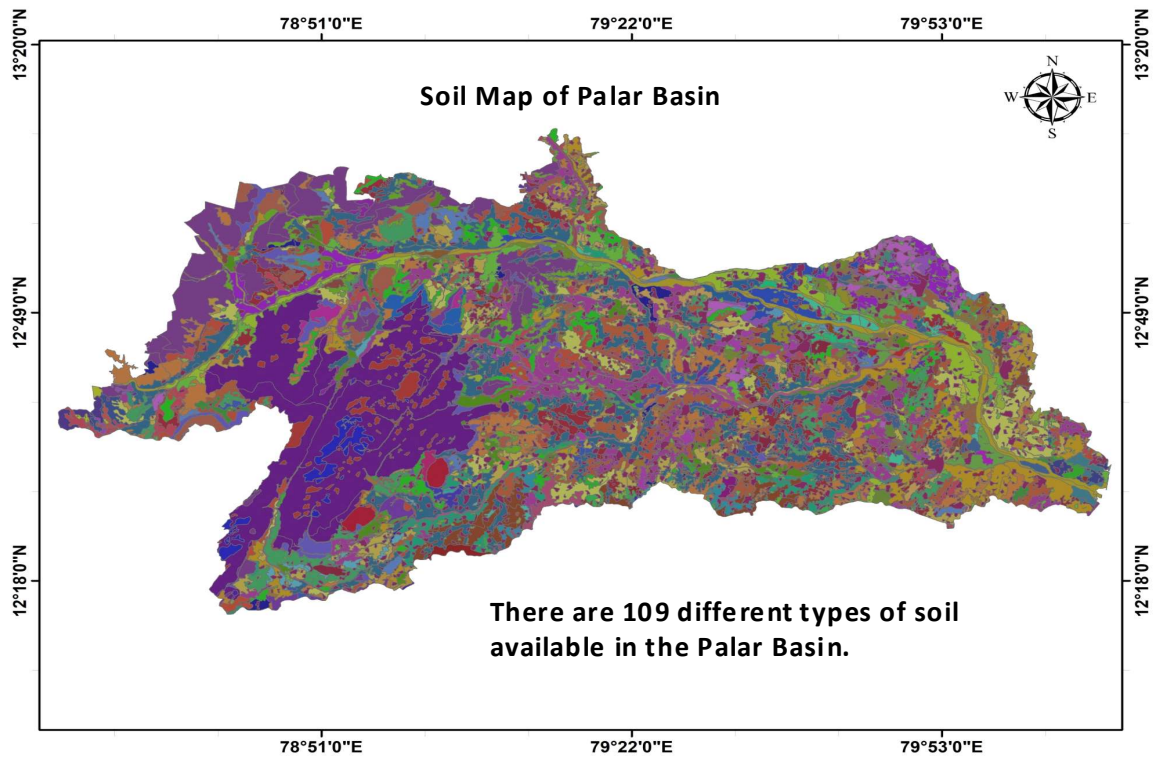 78°51'0"E 79°22'0"E 79°53'0"E
13°20'0"N 13°20'0"N
Soil Map of Palar Basin
N
W E
S
12°49'0"N 12°49'0"N
12°18'0"N 12°18'0"N
There are 109 different types of soil
available in the Palar Basin.
78°51'0"E 79°22'0"E 79°53'0"E